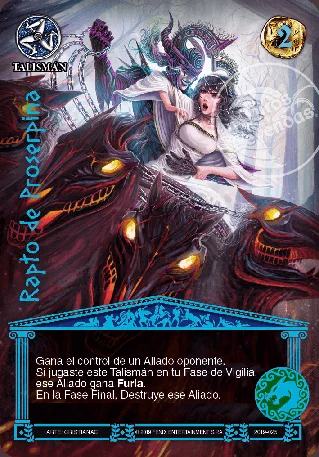 2
TALISMÁN
Rapto de Proserpina
Gana el control de un Aliado oponente.
Si jugaste este Talismán en tu Fase de Vigilia
ese Aliado gana Furia.
En la Fase Final, Destruye ese Aliado.